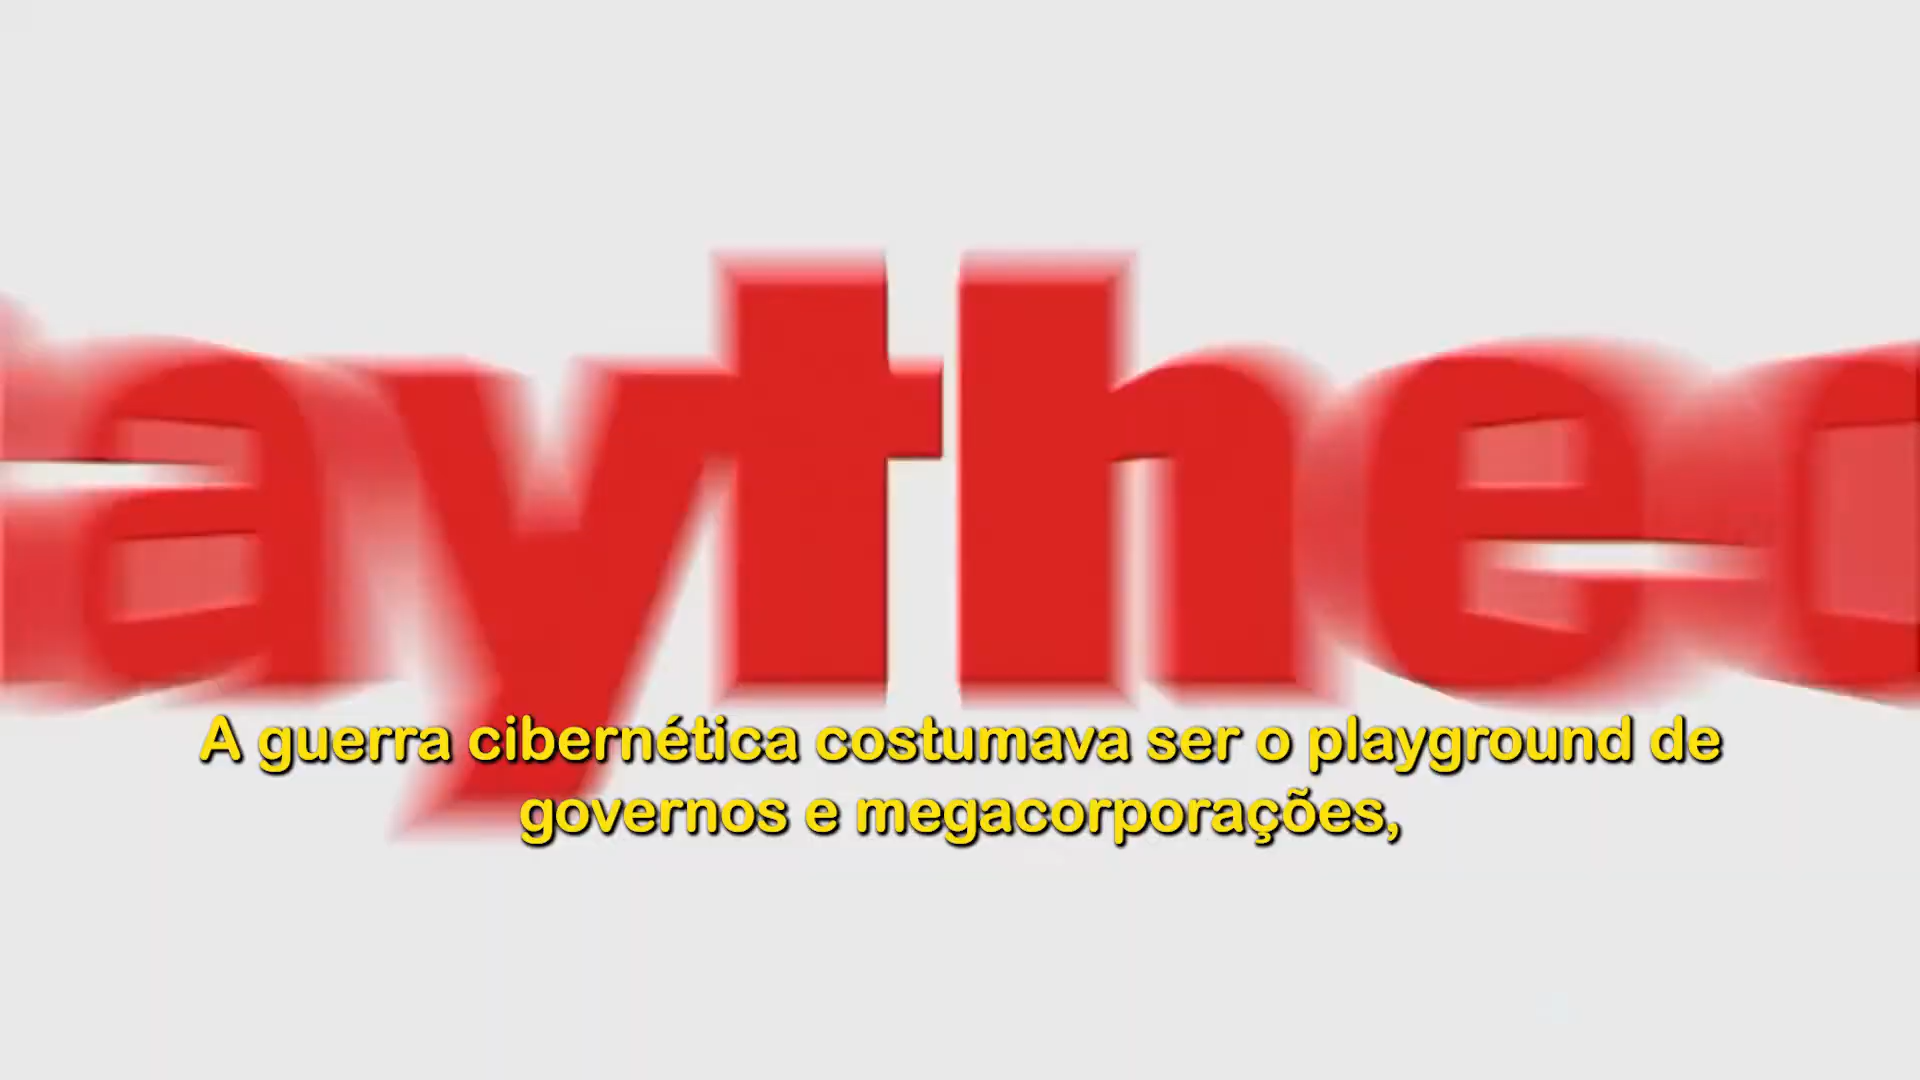 aythe
A guerra cibernética costumava ser o playground de
governos e megacorporações,